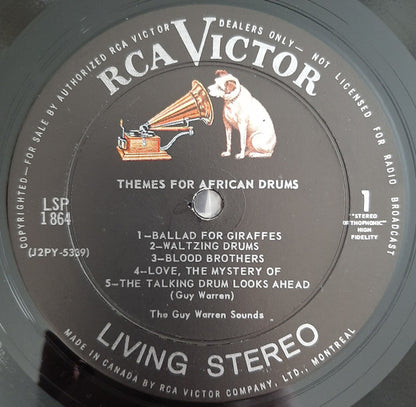 COPYRIGHTED—FOR SALE BY AUTHORIZED RCA VICTOR DEALERS ONLY—NOT LICENSED FOR RADIO BROADCAST
RCA VICTOR
THEMES FOR AFRICAN DRUMS
LSP
1864
(J2PY-5339)
1
"STEREO
ORTHOPHONIC"
HIGH
FIDELITY
1—BALLAD FOR GIRAFFES
2—WALTZING DRUMS
3—BLOOD BROTHERS
4—LOVE, THE MYSTERY OF
5—THE TALKING DRUM LOOKS AHEAD
(Guy Warren)
The Guy Warren Sounds
LIVING STEREO
MADE IN CANADA BY RCA VICTOR COMPANY, LTD., MONTREAL